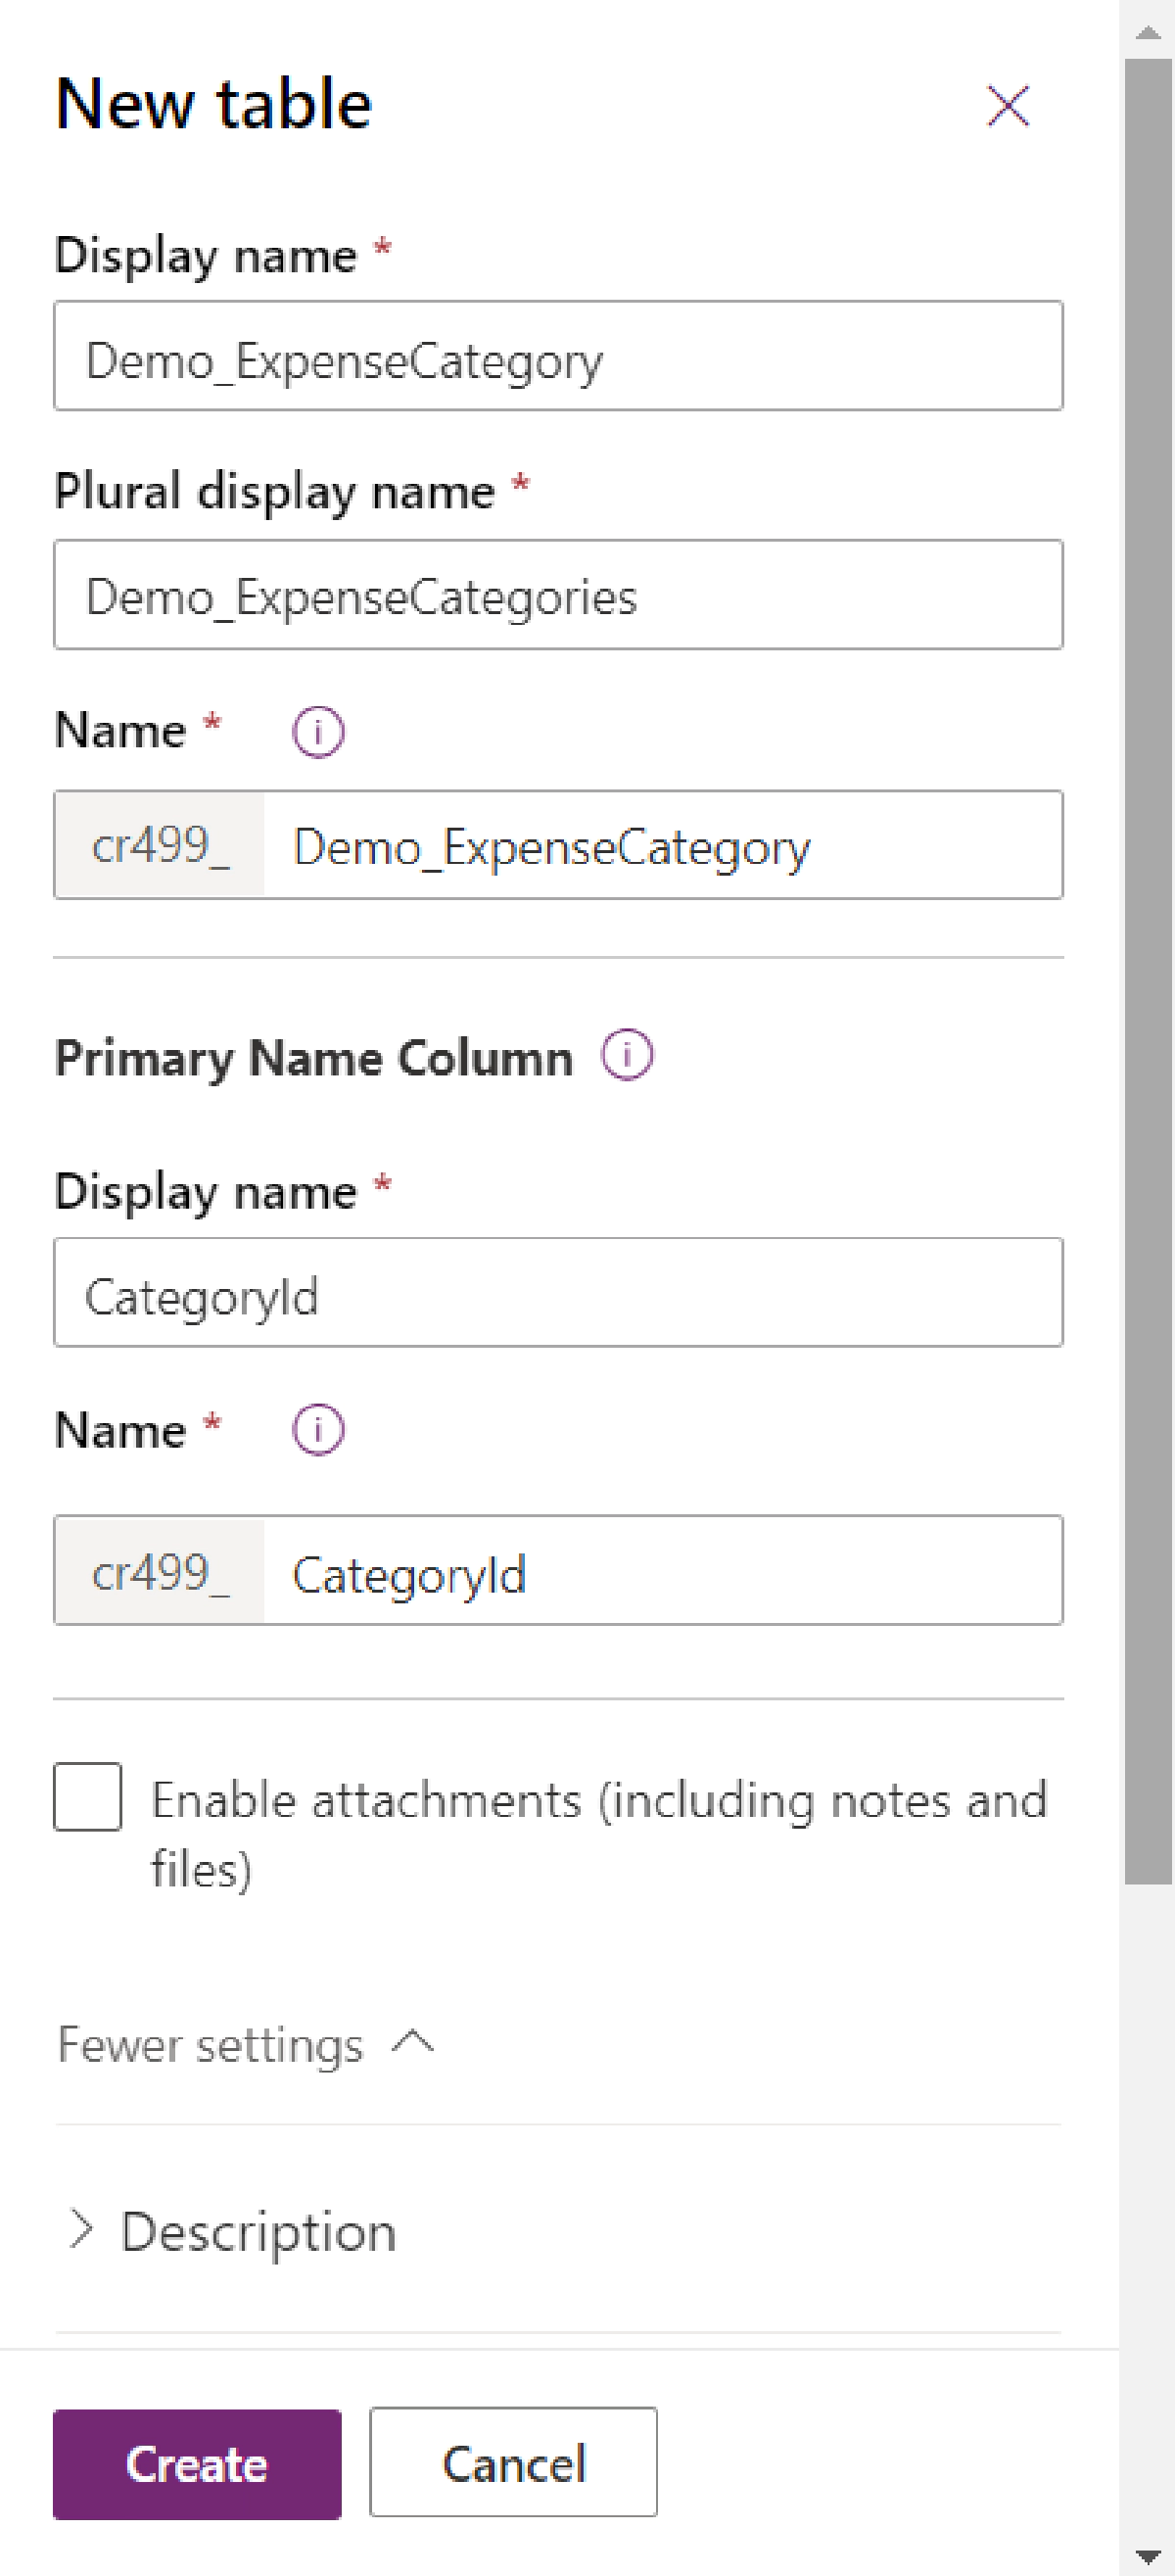 New table
Display name *
Demo_ExpenseCategory
Plural display name *
Demo_ExpenseCategories
Name *
cr499_ Demo_ExpenseCategory
Primary Name Column
Display name *
CategoryId
Name *
cr499_ CategoryId
Enable attachments (including notes and
files)
Fewer settings
Description
Create Cancel